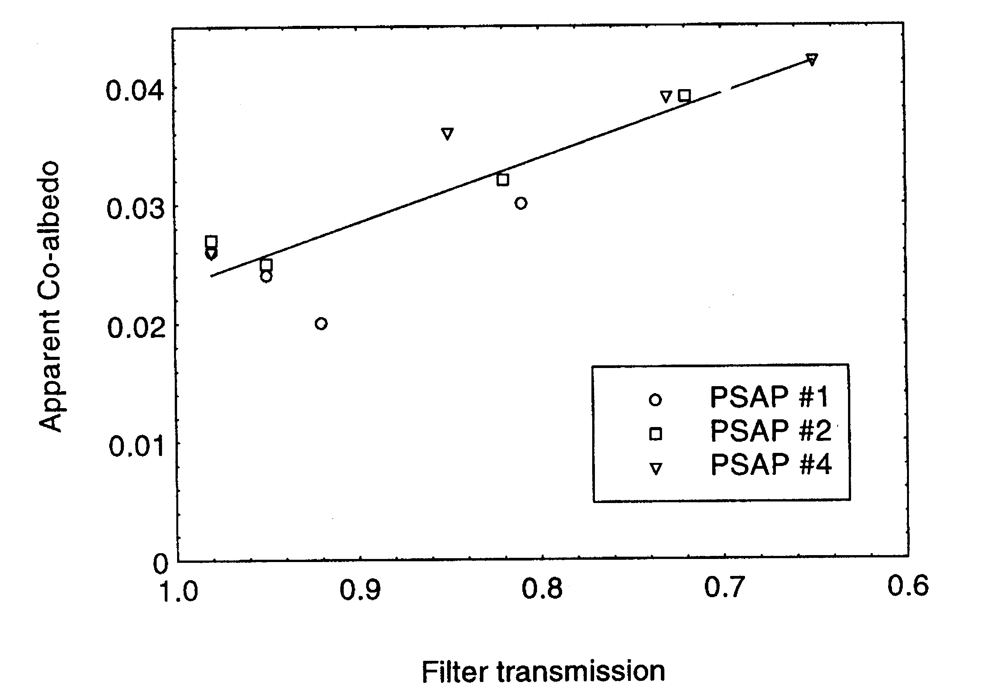 Apparent Co-albedo
0.04
0.03
0.02
0.01
0
1.0
0.9
0.8
0.7
0.6
Filter transmission
PSAP #1
PSAP #2
PSAP #4